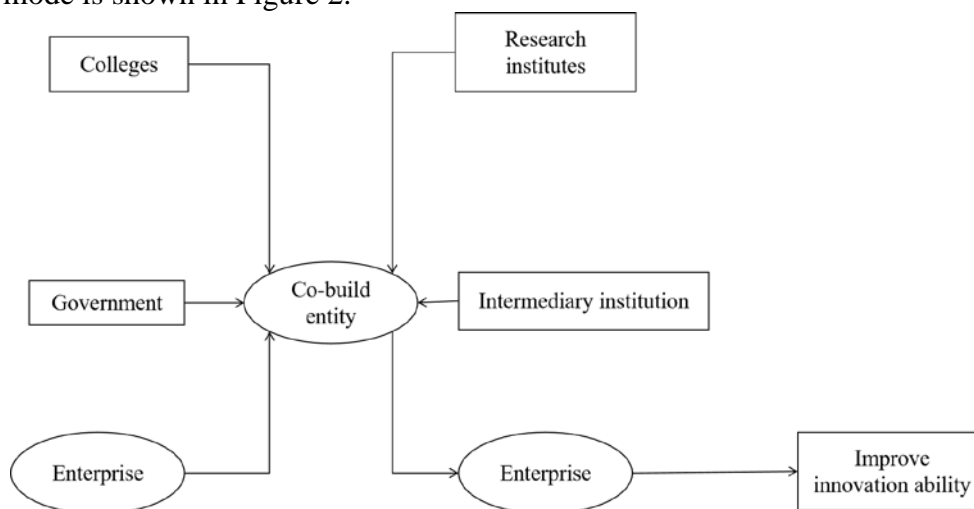 mode is shown in Figure 2.
Colleges
Research
institutes
Government
Co-build
entity
Intermediary institution
Enterprise
Enterprise
Improve
innovation ability